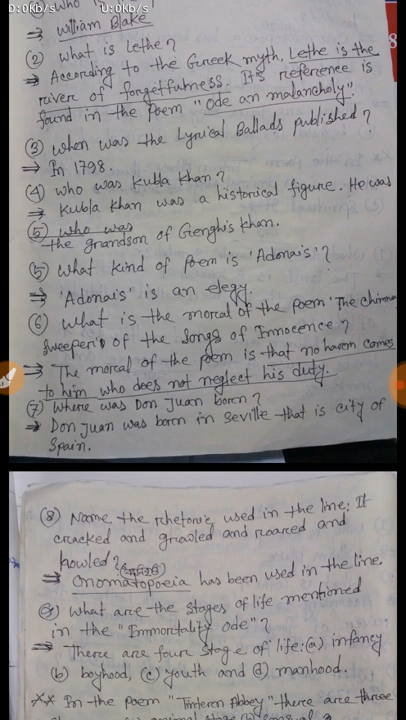 D:0Kb/s U:0Kb/s
⇒ William Blake
(2) What is Lethe?
⇒ According to the Greek myth, Lethe is the
river of forgetfulness. It's reference is
found in the Poem "Ode an malancholy".
(3) when was the Lyrical Ballads published?
⇒ In 1798.
(4) who was Kubla Khan?
⇒ Kubla Khan was a historical figure. He was
(5) who was
the grandson of Genghis Khan.
(5) What kind of Poem is 'Adonais'?
⇒ 'Adonais' is an elegy.
(6) What is the moral of the poem 'The chimn
Sweeper' of the Songs of Innocence?
⇒ The moral of the poem is that no harm comes
to him who does not neglect his duty.
(7) Where was Don Juan born?
⇒ Don Juan was born in Seville that is city of
Spain.
(8) Name the rhetoric used in the line: It
cracked and growled and roared and
howled?
⇒ Onomatopoeia has been used in the line.
(9) What are the stages of life mentioned
in the "Immortality Ode"?
⇒ There are four stage of life: (a) infancy
(b) boyhood, (c) youth and (d) manhood.
** In the poem "Tintern Abbey" there are three